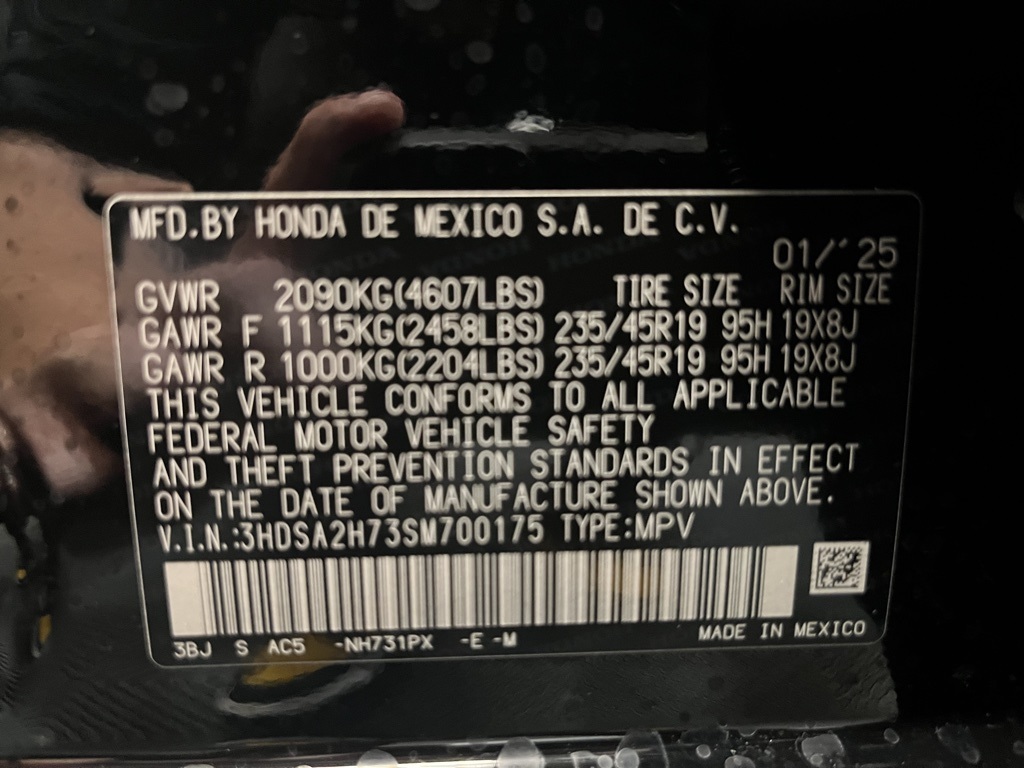 MFD.BY HONDA DE MEXICO S.A. DE C.V.
01/'25
GVWR 2090KG(4607LBS) TIRE SIZE RIM SIZE
GAWR F 1115KG(2458LBS) 235/45R19 95H 19X8J
GAWR R 1000KG(2204LBS) 235/45R19 95H 19X8J
THIS VEHICLE CONFORMS TO ALL APPLICABLE
FEDERAL MOTOR VEHICLE SAFETY
AND THEFT PREVENTION STANDARDS IN EFFECT
ON THE DATE OF MANUFACTURE SHOWN ABOVE.
V.I.N.:3HDSA2H73SM700175 TYPE:MPV
3BJ S AC5 -NH731PX -E -M MADE IN MEXICO